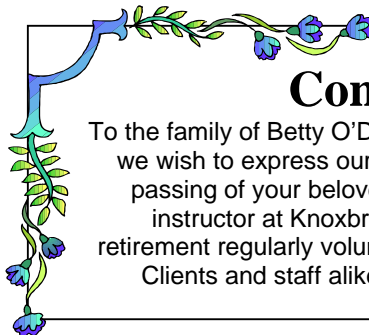 Con
To the family of Betty O'D
we wish to express our
passing of your belove
instructor at Knoxbr
retirement regularly volu
Clients and staff alike